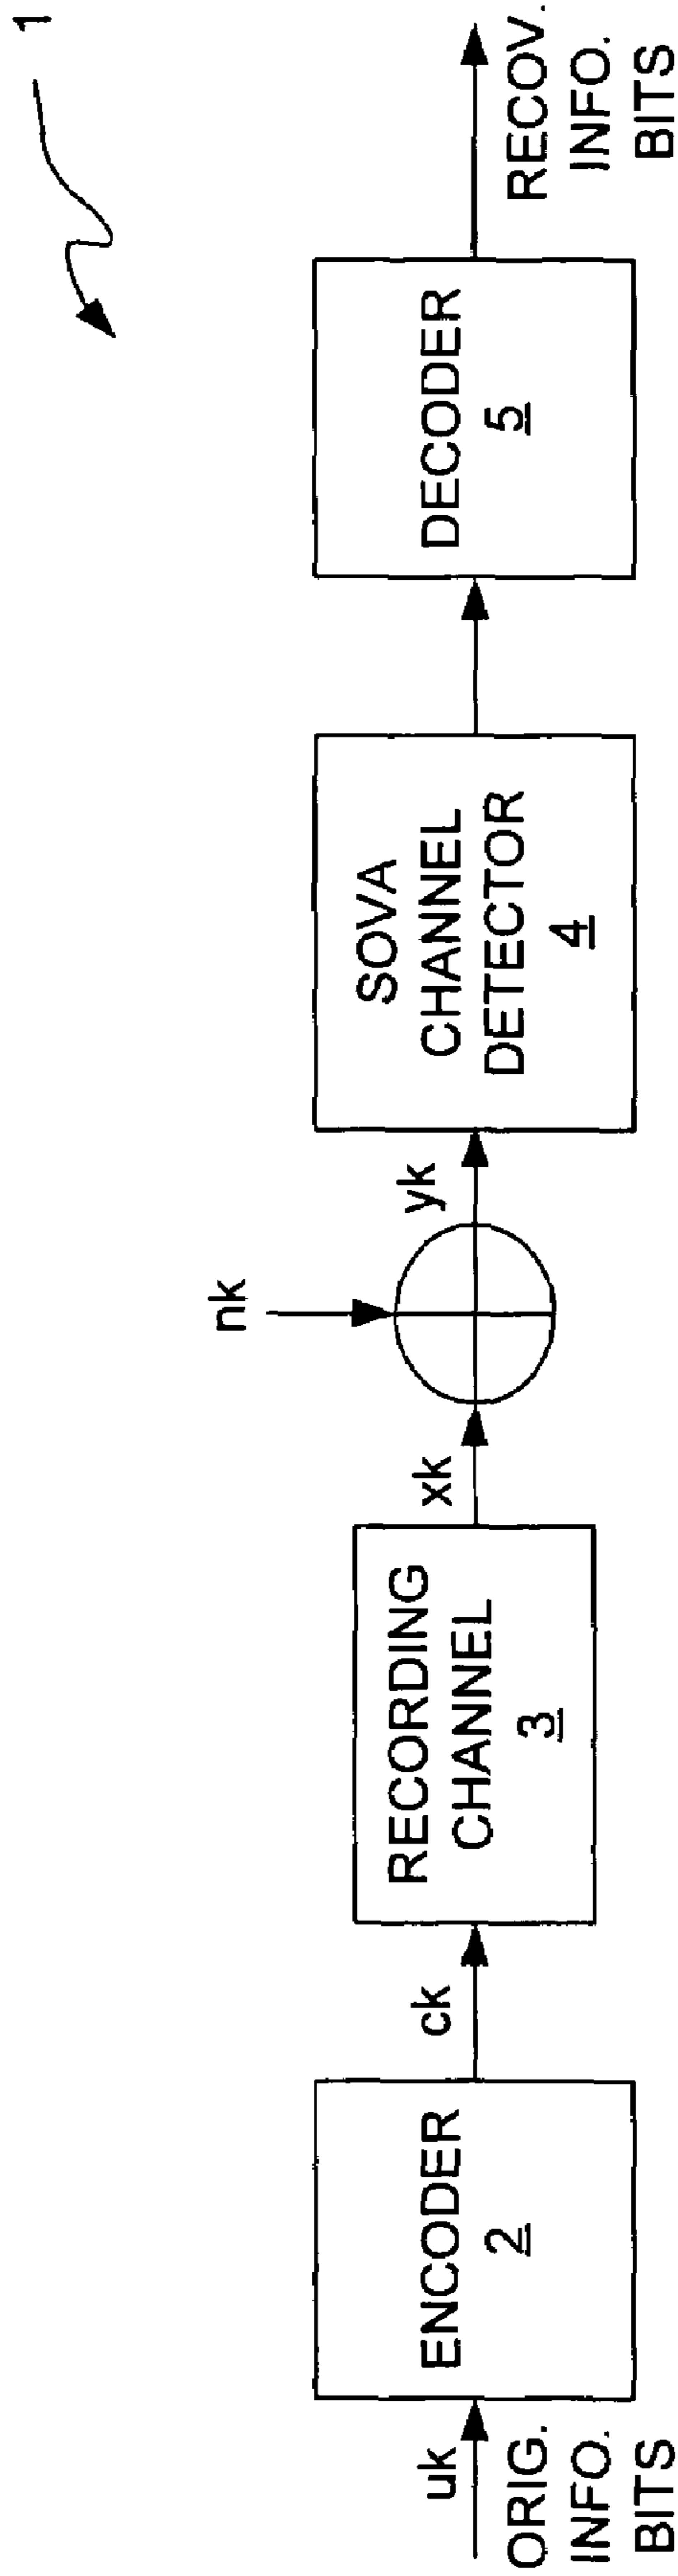 1
uk
ORIG.
INFO.
BITS
ENCODER
2
ck
RECORDING
CHANNEL
3
xk
nk
yk
SOVA
CHANNEL
DETECTOR
4
DECODER
5
RECOV.
INFO.
BITS